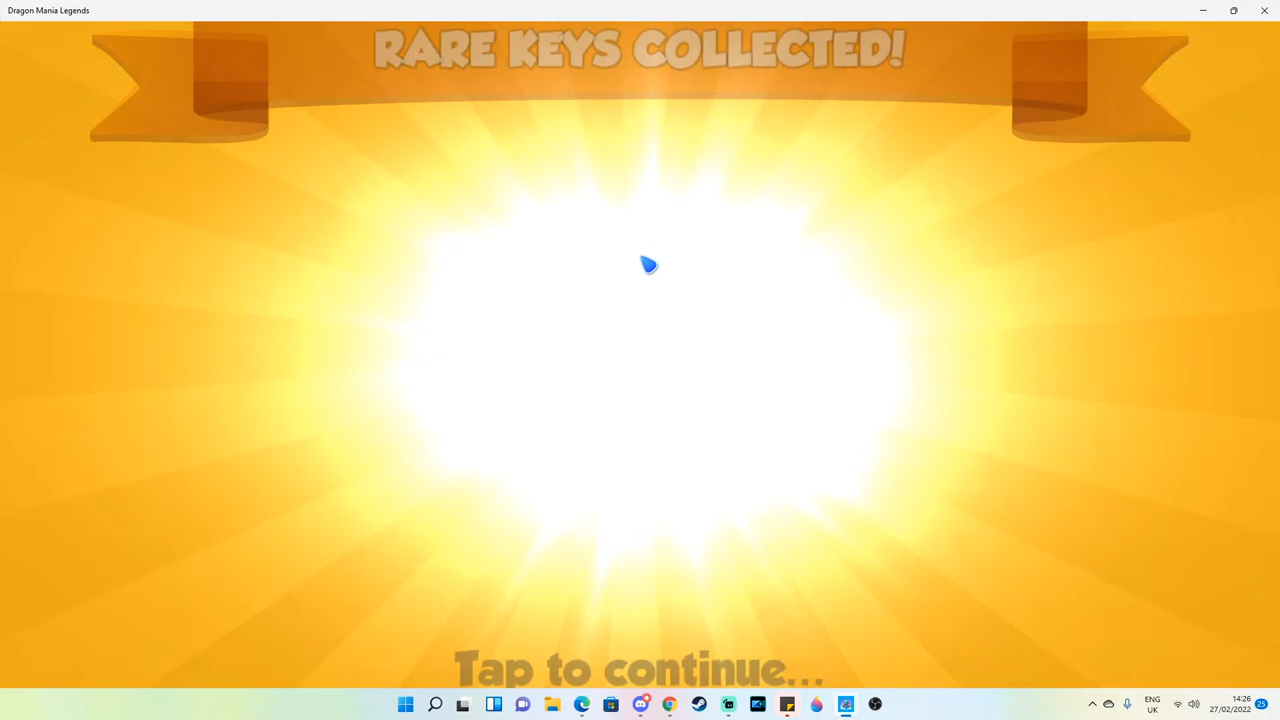 Dragon Mania Legends
RARE KEYS COLLECTED!
Tap to continue...
ENG
UK
14:26
27/02/2022
25